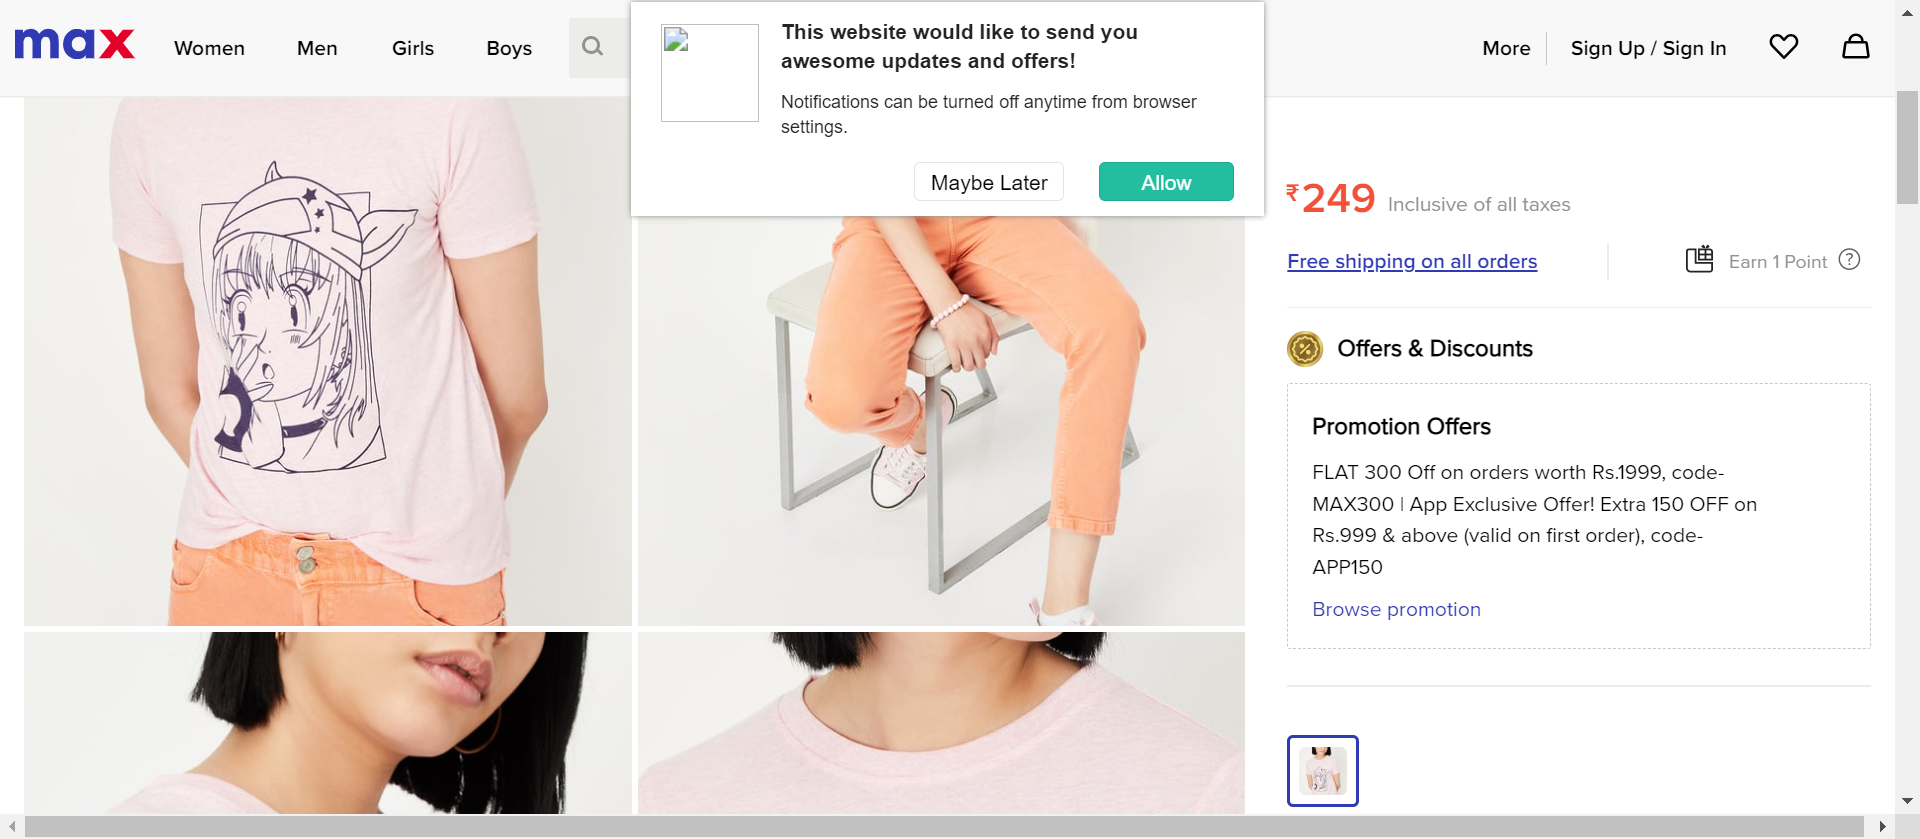 max
Women
Men
Girls
Boys
This website would like to send you
awesome updates and offers!
Notifications can be turned off anytime from browser
settings.
Maybe Later
Allow
More
Sign Up / Sign In
₹249 Inclusive of all taxes
Free shipping on all orders
Earn 1 Point ?
Offers & Discounts
Promotion Offers
FLAT 300 Off on orders worth Rs.1999, code-
MAX300 | App Exclusive Offer! Extra 150 OFF on
Rs.999 & above (valid on first order), code-
APP150
Browse promotion